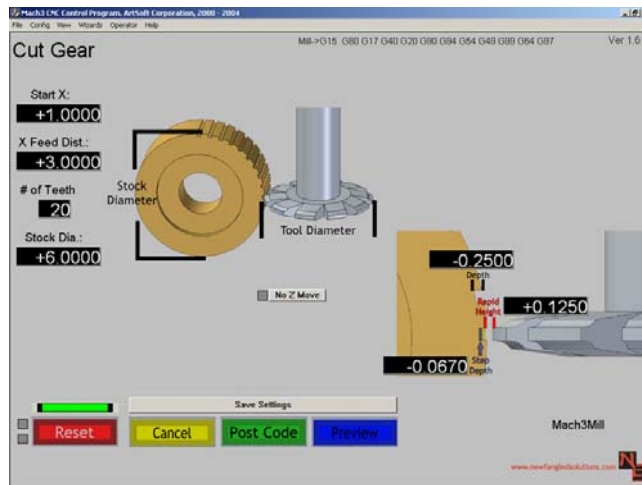 Mach3 CNC Control Program. ArtSoft Corporation, 2000 - 2004
File Config View Wizards Operator Help
Mill->G15 G80 G17 G40 G20 G90 G94 G54 G49 G99 G64 G97
Ver 1.6
Cut Gear
Start X:
+1.0000
X Feed Dist.:
+3.0000
# of Teeth
20
Stock Dia.:
+6.0000
Stock
Diameter
Tool Diameter
No Z Move
-0.2500
Depth
Rapid
Height
+0.1250
-0.0670
Step
Depth
Save Settings
Reset
Cancel
Post Code
Preview
Mach3Mill
www.newfangledsolutions.com